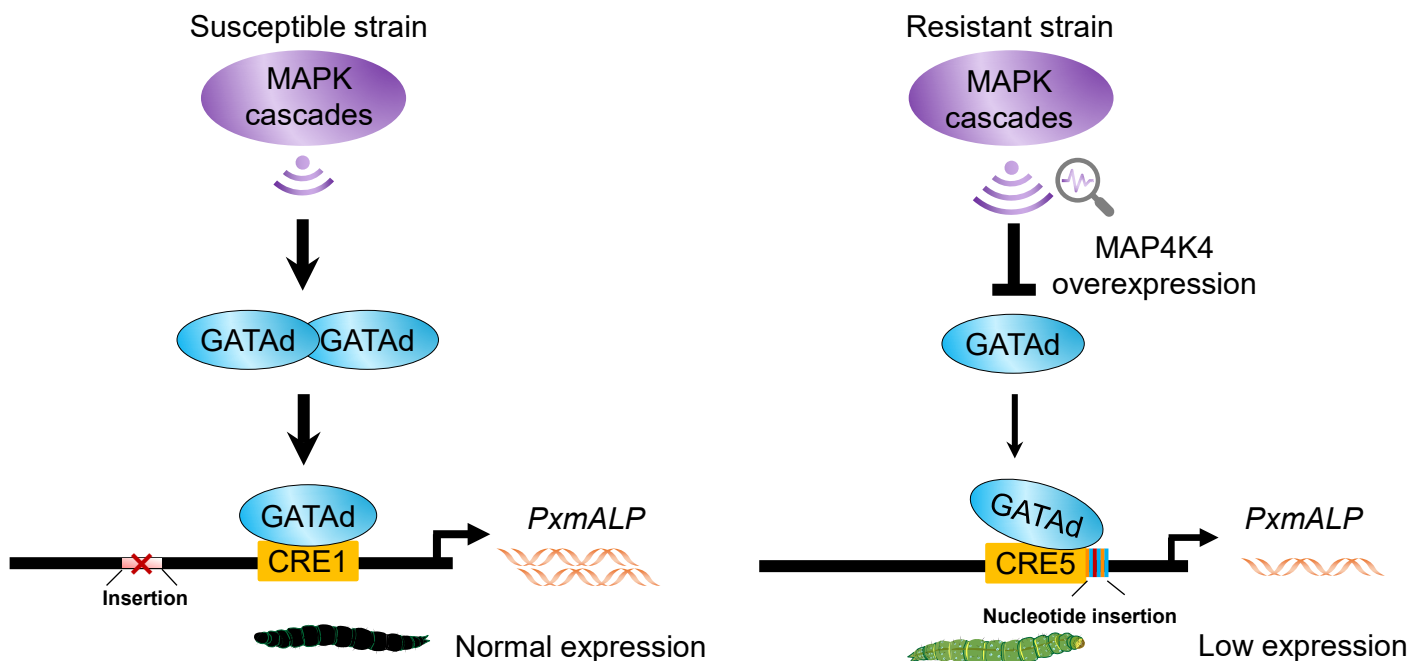 Susceptible strain
MAPK
cascades
GATAd
GATAd
GATAd
CRE1
PxmALP
Insertion
Normal expression
Resistant strain
MAPK
cascades
MAP4K4
overexpression
GATAd
GATAd
CRE5
PxmALP
Nucleotide insertion
Low expression